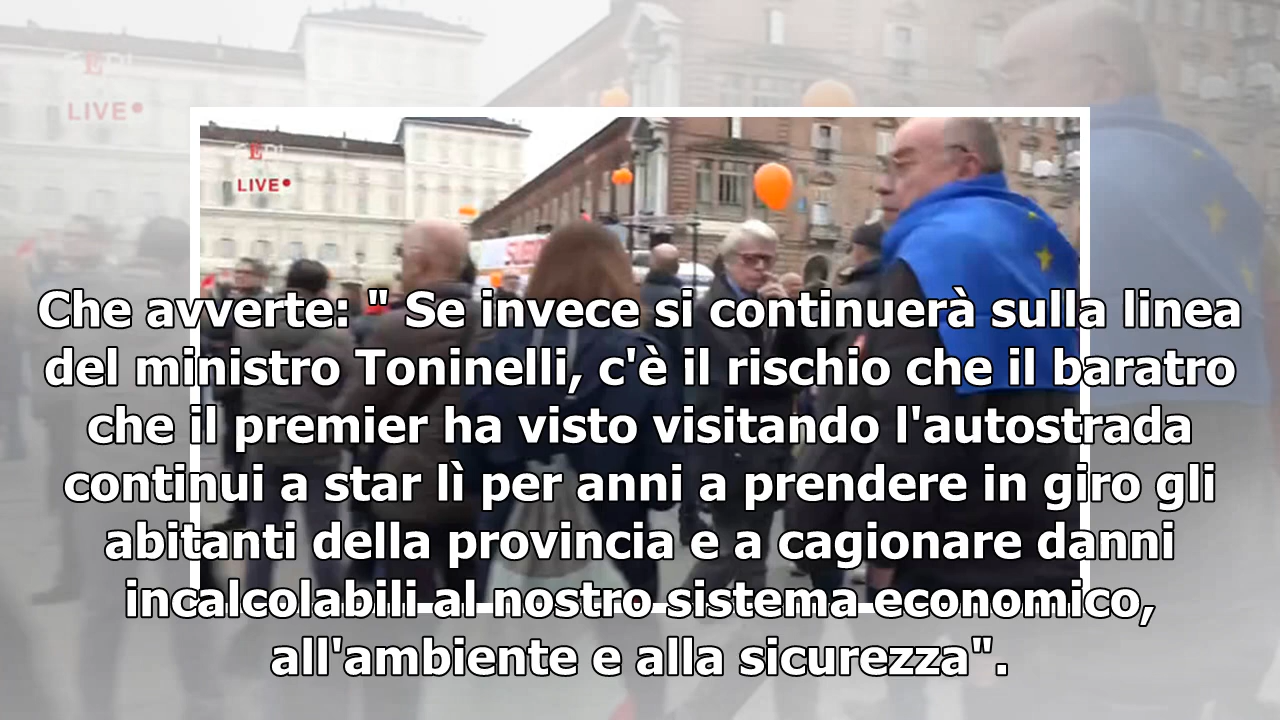 LIVE
GEDI
LIVE
Che avverte: " Se invece si continuerà sulla linea
del ministro Toninelli, c'è il rischio che il baratro
che il premier ha visto visitando l'autostrada
continui a star lì per anni a prendere in giro gli
abitanti della provincia e a cagionare danni
incalcolabili al nostro sistema economico,
all'ambiente e alla sicurezza".